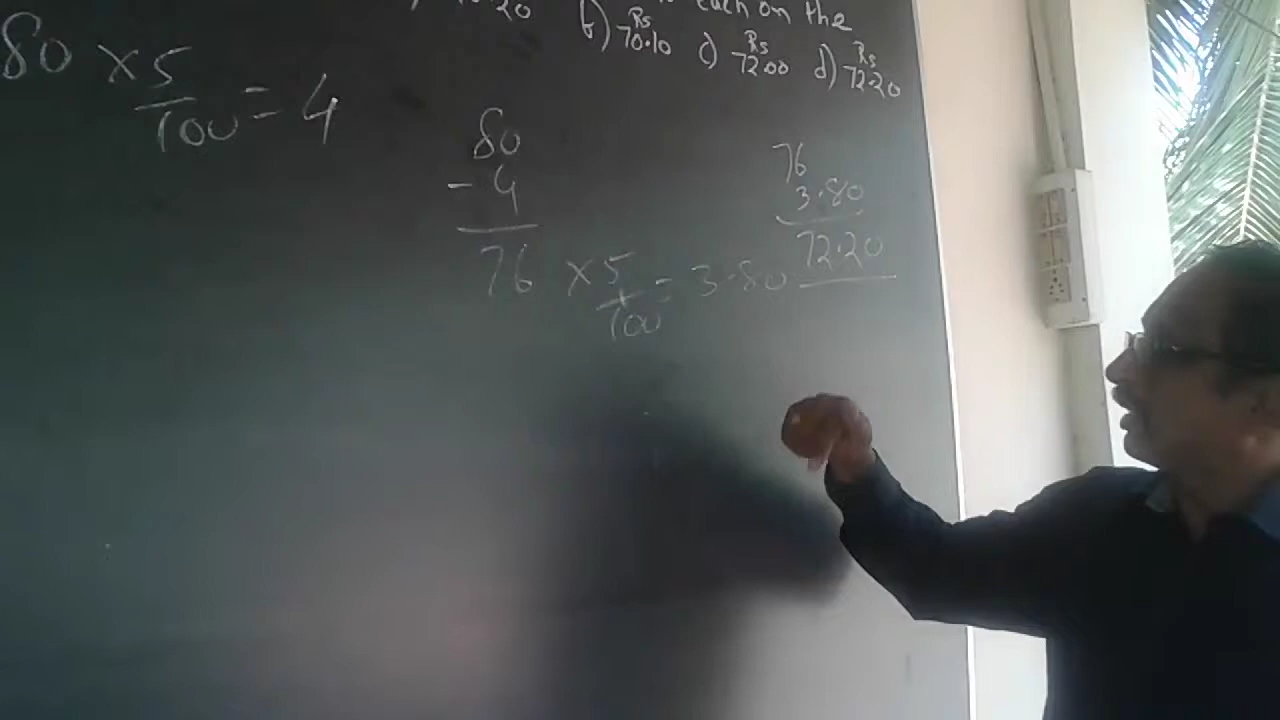 each on the
20 b) Rs 70.10 c) Rs 72.00 d) Rs 72.20
80 × 5/100 = 4
80
- 4
76 × 5/100 = 3.80
76
3.80
72.20